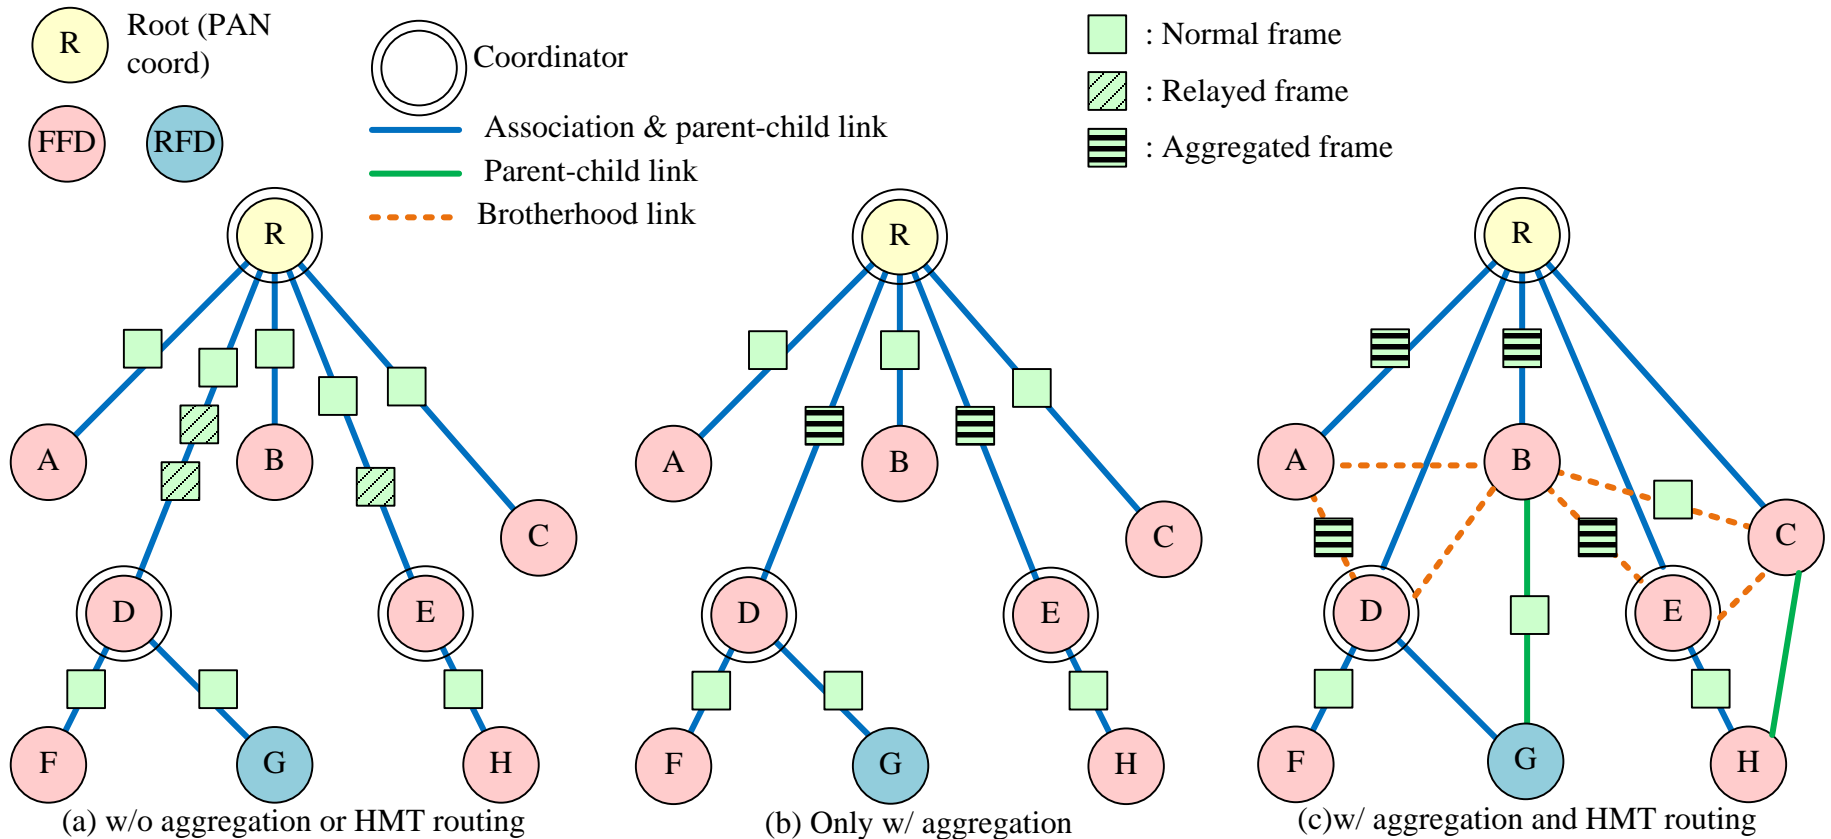 R
Root (PAN
coord)
FFD
RFD
Coordinator
Association & parent-child link
Parent-child link
Brotherhood link
: Normal frame
: Relayed frame
: Aggregated frame
R
A
B
C
D
E
F
G
H
(a) w/o aggregation or HMT routing
R
A
B
C
D
E
F
G
H
(b) Only w/ aggregation
R
A
B
C
D
E
F
G
H
(c)w/ aggregation and HMT routing